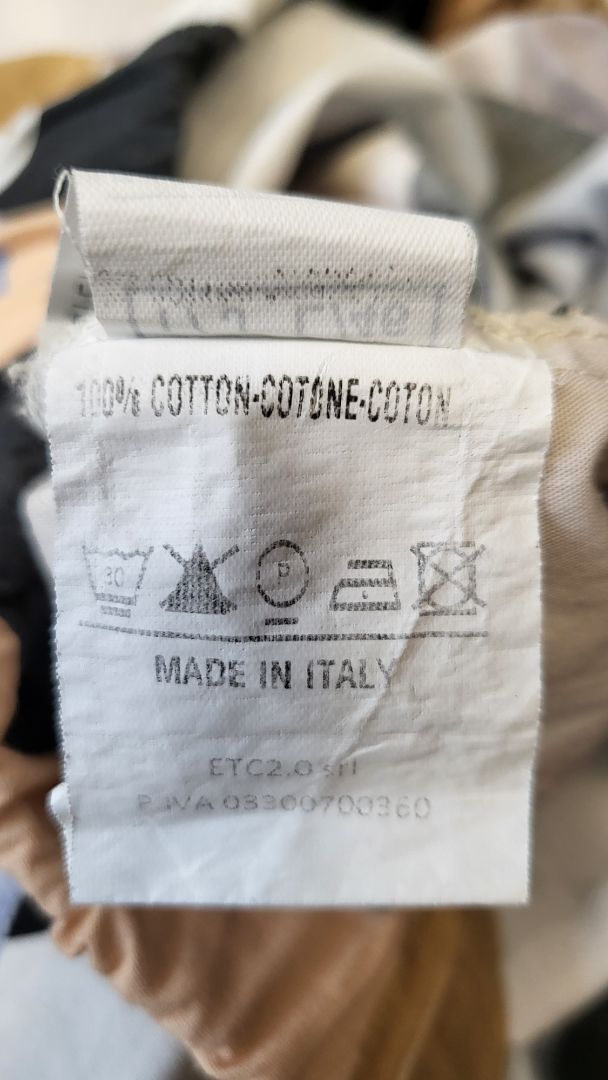 100% COTTON·COTONE·COTON
30 P
MADE IN ITALY
ETC2.0 srl
P.IVA 03300700360